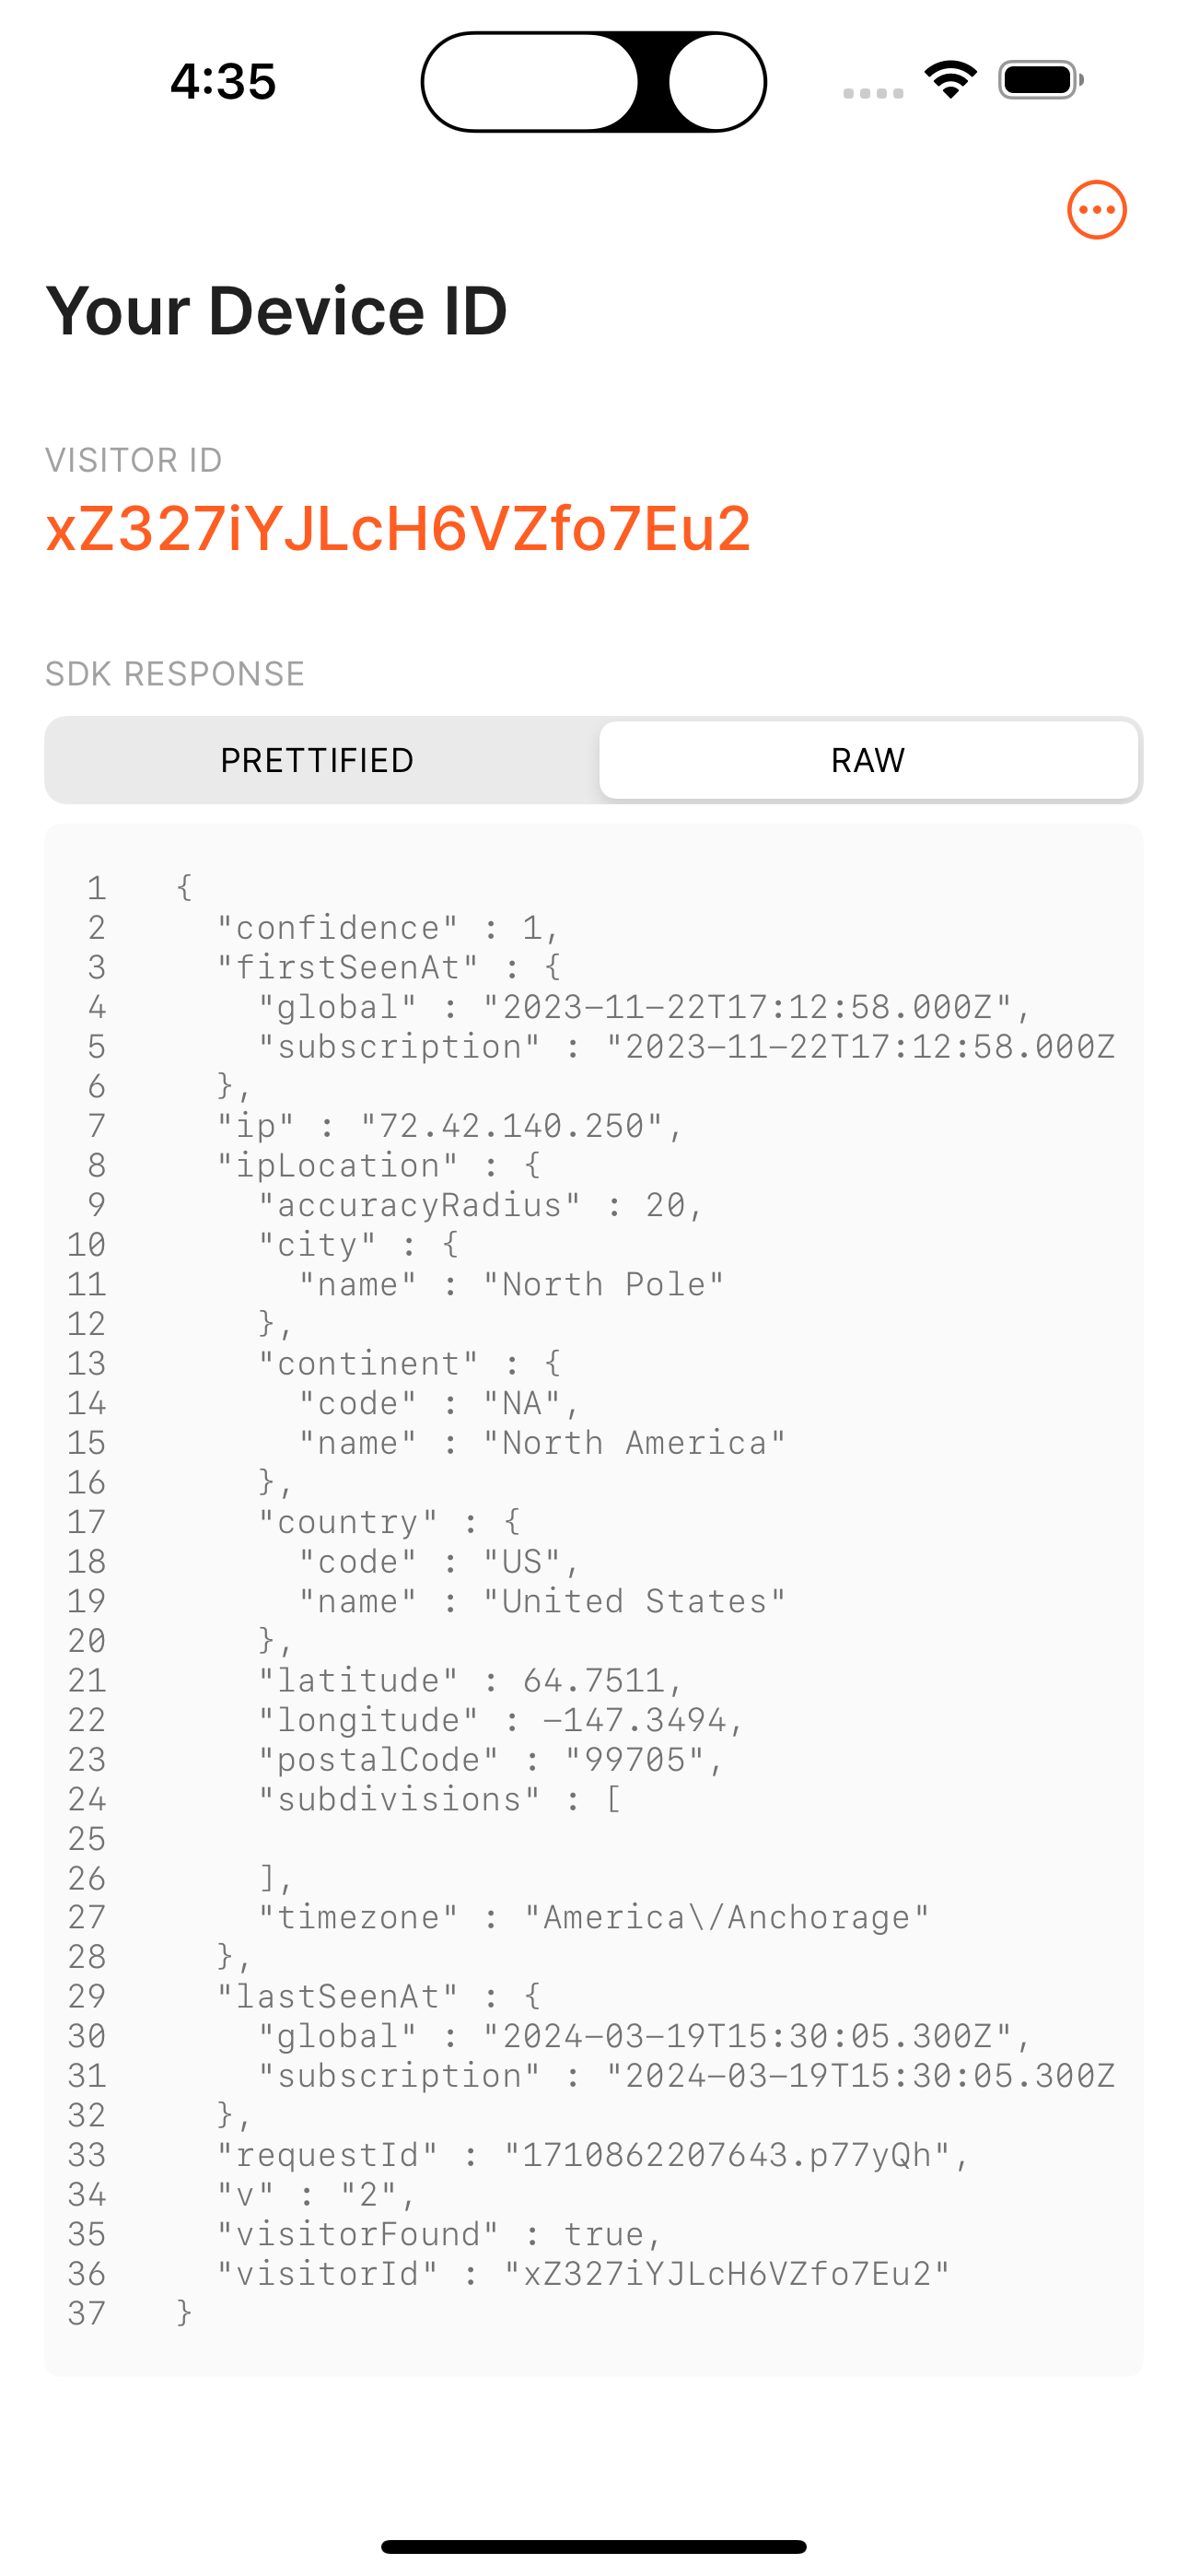 4:35
Your Device ID
VISITOR ID
xZ327iYJLcH6VZfo7Eu2
SDK RESPONSE
PRETTIFIED RAW
1 {
2 "confidence" : 1,
3 "firstSeenAt" : {
4 "global" : "2023-11-22T17:12:58.000Z",
5 "subscription" : "2023-11-22T17:12:58.000Z
6 },
7 "ip" : "72.42.140.250",
8 "ipLocation" : {
9 "accuracyRadius" : 20,
10 "city" : {
11 "name" : "North Pole"
12 },
13 "continent" : {
14 "code" : "NA",
15 "name" : "North America"
16 },
17 "country" : {
18 "code" : "US",
19 "name" : "United States"
20 },
21 "latitude" : 64.7511,
22 "longitude" : -147.3494,
23 "postalCode" : "99705",
24 "subdivisions" : [
25
26 ],
27 "timezone" : "America\/Anchorage"
28 },
29 "lastSeenAt" : {
30 "global" : "2024-03-19T15:30:05.300Z",
31 "subscription" : "2024-03-19T15:30:05.300Z
32 },
33 "requestId" : "1710862207643.p77yQh",
34 "v" : "2",
35 "visitorFound" : true,
36 "visitorId" : "xZ327iYJLcH6VZfo7Eu2"
37 }